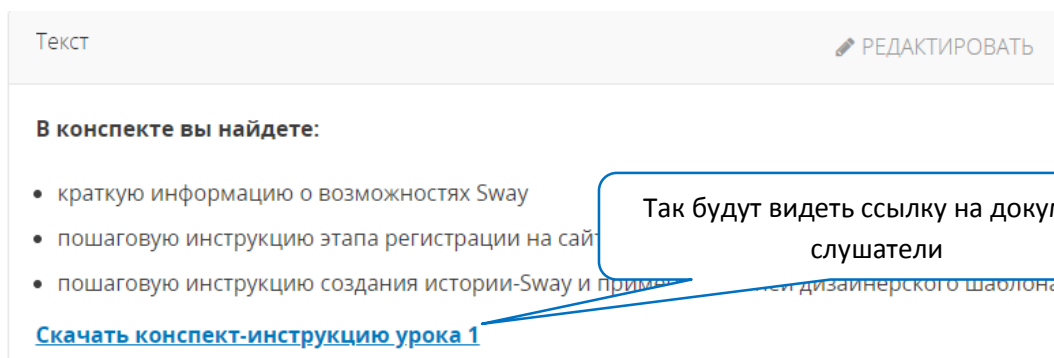 Текст
РЕДАКТИРОВАТЬ
В конспекте вы найдете:
краткую информацию о возможностях Sway
Так будут видеть ссылку на
слушатели
пошаговую инструкцию этапа регистрации на
пошаговую инструкцию создания истории-Sway и дизайнерского шаблона
Скачать конспект-инструкцию урока 1